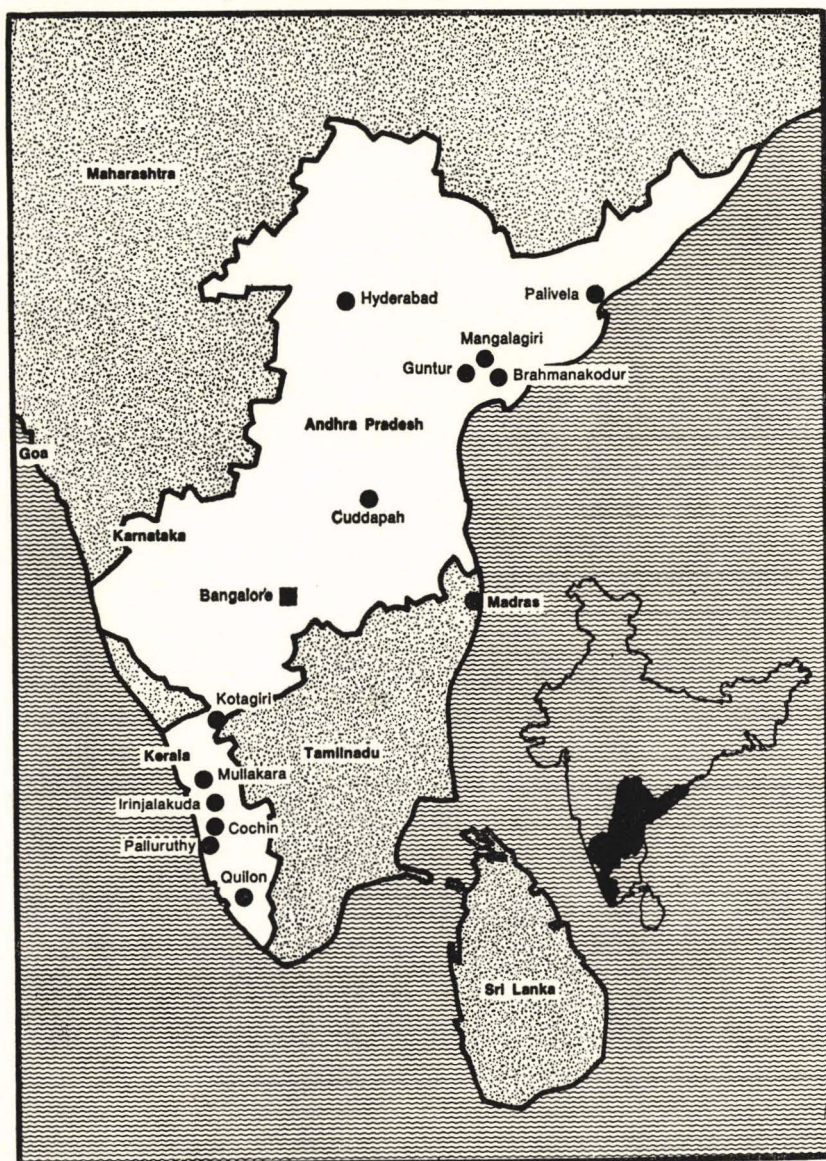 Maharashtra
Hyderabad
Palivela
Mangalagiri
Guntur
Brahmanakodur
Andhra Pradesh
Goa
Cuddapah
Karnataka
Bangalore
Madras
Kotagiri
Kerala
Mullakara
Tamilnadu
Irinjalakuda
Cochin
Palluruthy
Quilon
Sri Lanka